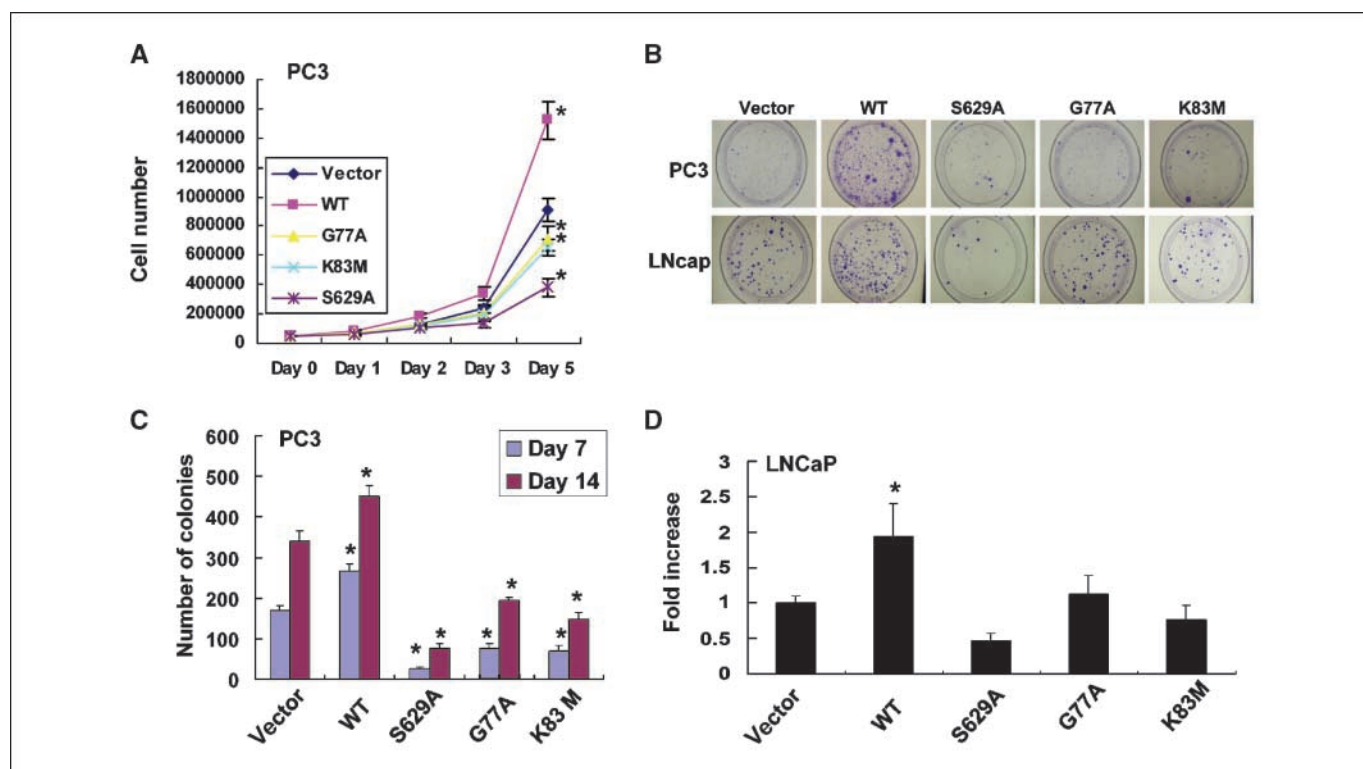 A
PC3
1800000
1600000
1400000
1200000
1000000
800000
600000
400000
200000
0
Cell number
Vector
WT
G77A
K83M
S629A
*
*
*
*
Day 0 Day 1 Day 2 Day 3 Day 5
B
Vector WT S629A G77A K83M
PC3
LNcap
C
PC3
Day 7
Day 14
600
500
400
300
200
100
0
Number of colonies
* * * * * * * *
Vector WT S629A G77A K83 M
D
LNCaP
3
2.5
2
1.5
1
0.5
0
Fold increase
*
Vector WT S629A G77A K83M